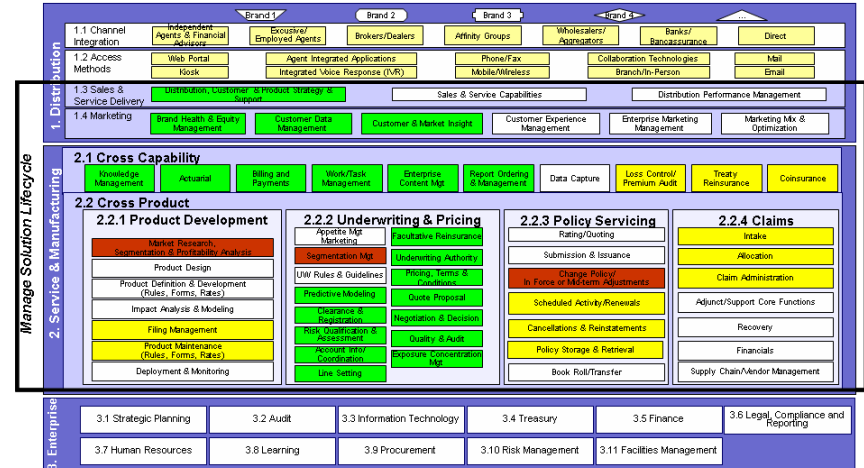 Brand 1
Brand 2
Brand 3
Brand 4
...
1. Distribution
1.1 Channel
Integration
Independent
Agents & Financial
Advisors
Excusive/
Employed Agents
Brokers/Dealers
Affinity Groups
Wholesalers/
Aggregators
Banks/
Bancassurance
Direct
1.2 Access
Methods
Web Portal
Agent Integrated Applications
Phone/Fax
Collaboration Technologies
Mail
Kiosk
Integrated Voice Response (IVR)
Mobile/Wireless
Branch/In-Person
Email
Manage Solution Lifecycle
1.3 Sales &
Service Delivery
Distribution, Customer & Product Strategy &
Support
Sales & Service Capabilities
Distribution Performance Management
1.4 Marketing
Brand Health & Equity
Management
Customer Data
Management
Customer & Market Insight
Customer Experience
Management
Enterprise Marketing
Management
Marketing Mix &
Optimization
2. Service & Manufacturing
2.1 Cross Capability
Knowledge
Management
Actuarial
Billing and
Payments
Work/Task
Management
Enterprise
Content Mgt
Report Ordering
& Management
Data Capture
Loss Control/
Premium Audit
Treaty
Reinsurance
Coinsurance
2.2 Cross Product
2.2.1 Product Development
Market Research,
Segmentation & Profitability Analysis
Product Design
Product Definition & Development
(Rules, Forms, Rates)
Impact Analysis & Modeling
Filing Management
Product Maintenance
(Rules, Forms, Rates)
Deployment & Monitoring
2.2.2 Underwriting & Pricing
Appetite Mgt
Marketing
Segmentation Mgt
UW Rules & Guidelines
Predictive Modeling
Clearance &
Registration
Risk Qualification &
Assessment
Account Info/
Coordination
Line Setting
Facultative Reinsurance
Underwriting Authority
Pricing, Terms &
Conditions
Quote Proposal
Negotiation & Decision
Quality & Audit
Exposure Concentration
Mgt
2.2.3 Policy Servicing
Rating/Quoting
Submission & Issuance
Change Policy/
In Force or Mid-term Adjustments
Scheduled Activity/Renewals
Cancellations & Reinstatements
Policy Storage & Retrieval
Book Roll/Transfer
2.2.4 Claims
Intake
Allocation
Claim Administration
Adjunct/Support Core Functions
Recovery
Financials
Supply Chain/Vendor Management
3. Enterprise
3.1 Strategic Planning
3.2 Audit
3.3 Information Technology
3.4 Treasury
3.5 Finance
3.6 Legal, Compliance and
Reporting
3.7 Human Resources
3.8 Learning
3.9 Procurement
3.10 Risk Management
3.11 Facilities Management